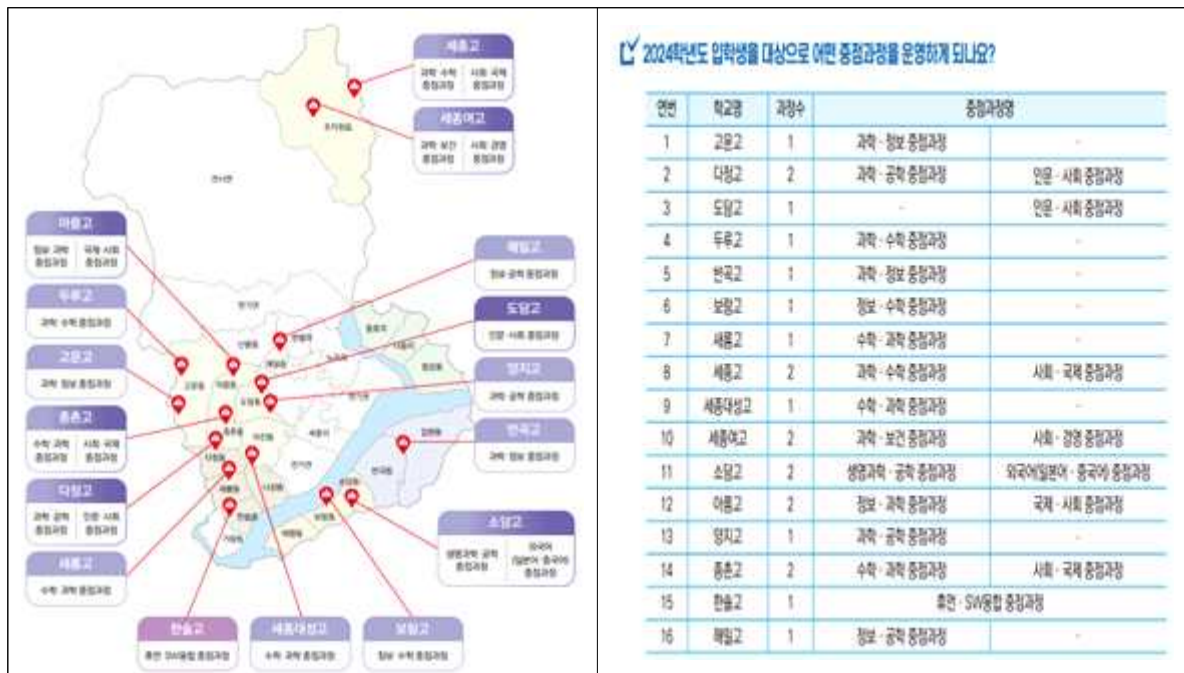 세종고
과학·수학 중점과정
사회·국제 중점과정
세종여고
과학·보건 중점과정
사회·경영 중점과정
조치원읍
연서면
아름고
정보·과학 중점과정
국제·사회 중점과정
두루고
과학·수학 중점과정
고운고
과학·정보 중점과정
종촌고
수학·과학 중점과정
사회·국제 중점과정
다정고
과학·공학 중점과정
인문·사회 중점과정
새롬고
수학·과학 중점과정
해밀고
정보·공학 중점과정
도담고
인문·사회 중점과정
양지고
과학·공학 중점과정
반곡고
과학·정보 중점과정
소담고
생명과학·공학 중점과정
외국어
(일본어·중국어)
중점과정
한솔고
휴먼·SW융합 중점과정
세종대성고
수학·과학 중점과정
보람고
정보·수학 중점과정
2024학년도 입학생을 대상으로 어떤 중점과정을 운영하게 되나요?
연번 학교명 과정수 중점과정명
1 고운고 1 과학·정보 중점과정 -
2 다정고 2 과학·공학 중점과정 인문·사회 중점과정
3 도담고 1 - 인문·사회 중점과정
4 두루고 1 과학·수학 중점과정 -
5 반곡고 1 과학·정보 중점과정 -
6 보람고 1 정보·수학 중점과정 -
7 새롬고 1 수학·과학 중점과정 -
8 세종고 2 과학·수학 중점과정 사회·국제 중점과정
9 세종대성고 1 수학·과학 중점과정 -
10 세종여고 2 과학·보건 중점과정 사회·경영 중점과정
11 소담고 2 생명과학·공학 중점과정 외국어(일본어·중국어) 중점과정
12 아름고 2 정보·과학 중점과정 국제·사회 중점과정
13 양지고 1 과학·공학 중점과정 -
14 종촌고 2 수학·과학 중점과정 사회·국제 중점과정
15 한솔고 1 휴먼·SW융합 중점과정
16 해밀고 1 정보·공학 중점과정 -